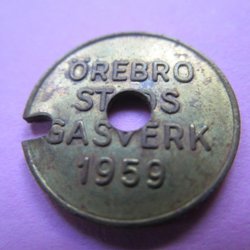 ÖREBRO
STADS
GASVERK
1959